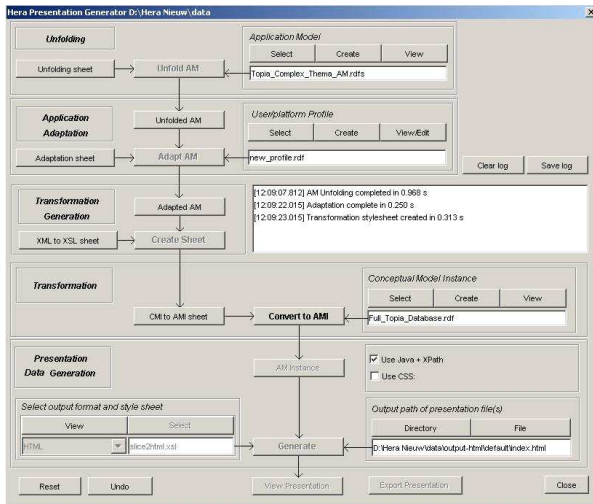 Hera Presentation Generator D:\Hera Nieuw\data
Unfolding
Application Model
Select Create View
Unfolding sheet Unfold AM
Topia_Complex_Thema_AM.rdfs
Application Adaptation
Unfolded AM
User/platform Profile
Select Create View/Edit
Adaptation sheet Adapt AM
new_profile.rdf
Clear log Save log
Transformation Generation
Adapted AM
[12:09:07.812] AM Unfolding completed in 0.968 s
[12:09:22.015] Adaptation complete in 0.250 s
[12:09:23.015] Transformation stylesheet created in 0.313 s
XML to XSL sheet Create Sheet
Transformation
Conceptual Model Instance
Select Create View
CMI to AMI sheet Convert to AMI
Full_Topia_Database.rdf
Presentation Data Generation
AM Instance
Use Java + XPath
Use CSS:
Select output format and style sheet
View Select
Output path of presentation file(s)
Directory File
HTML slice2html.xsl Generate
D:\Hera Nieuw\data\output-html\default\index.html
Reset Undo View Presentation Export Presentation Close